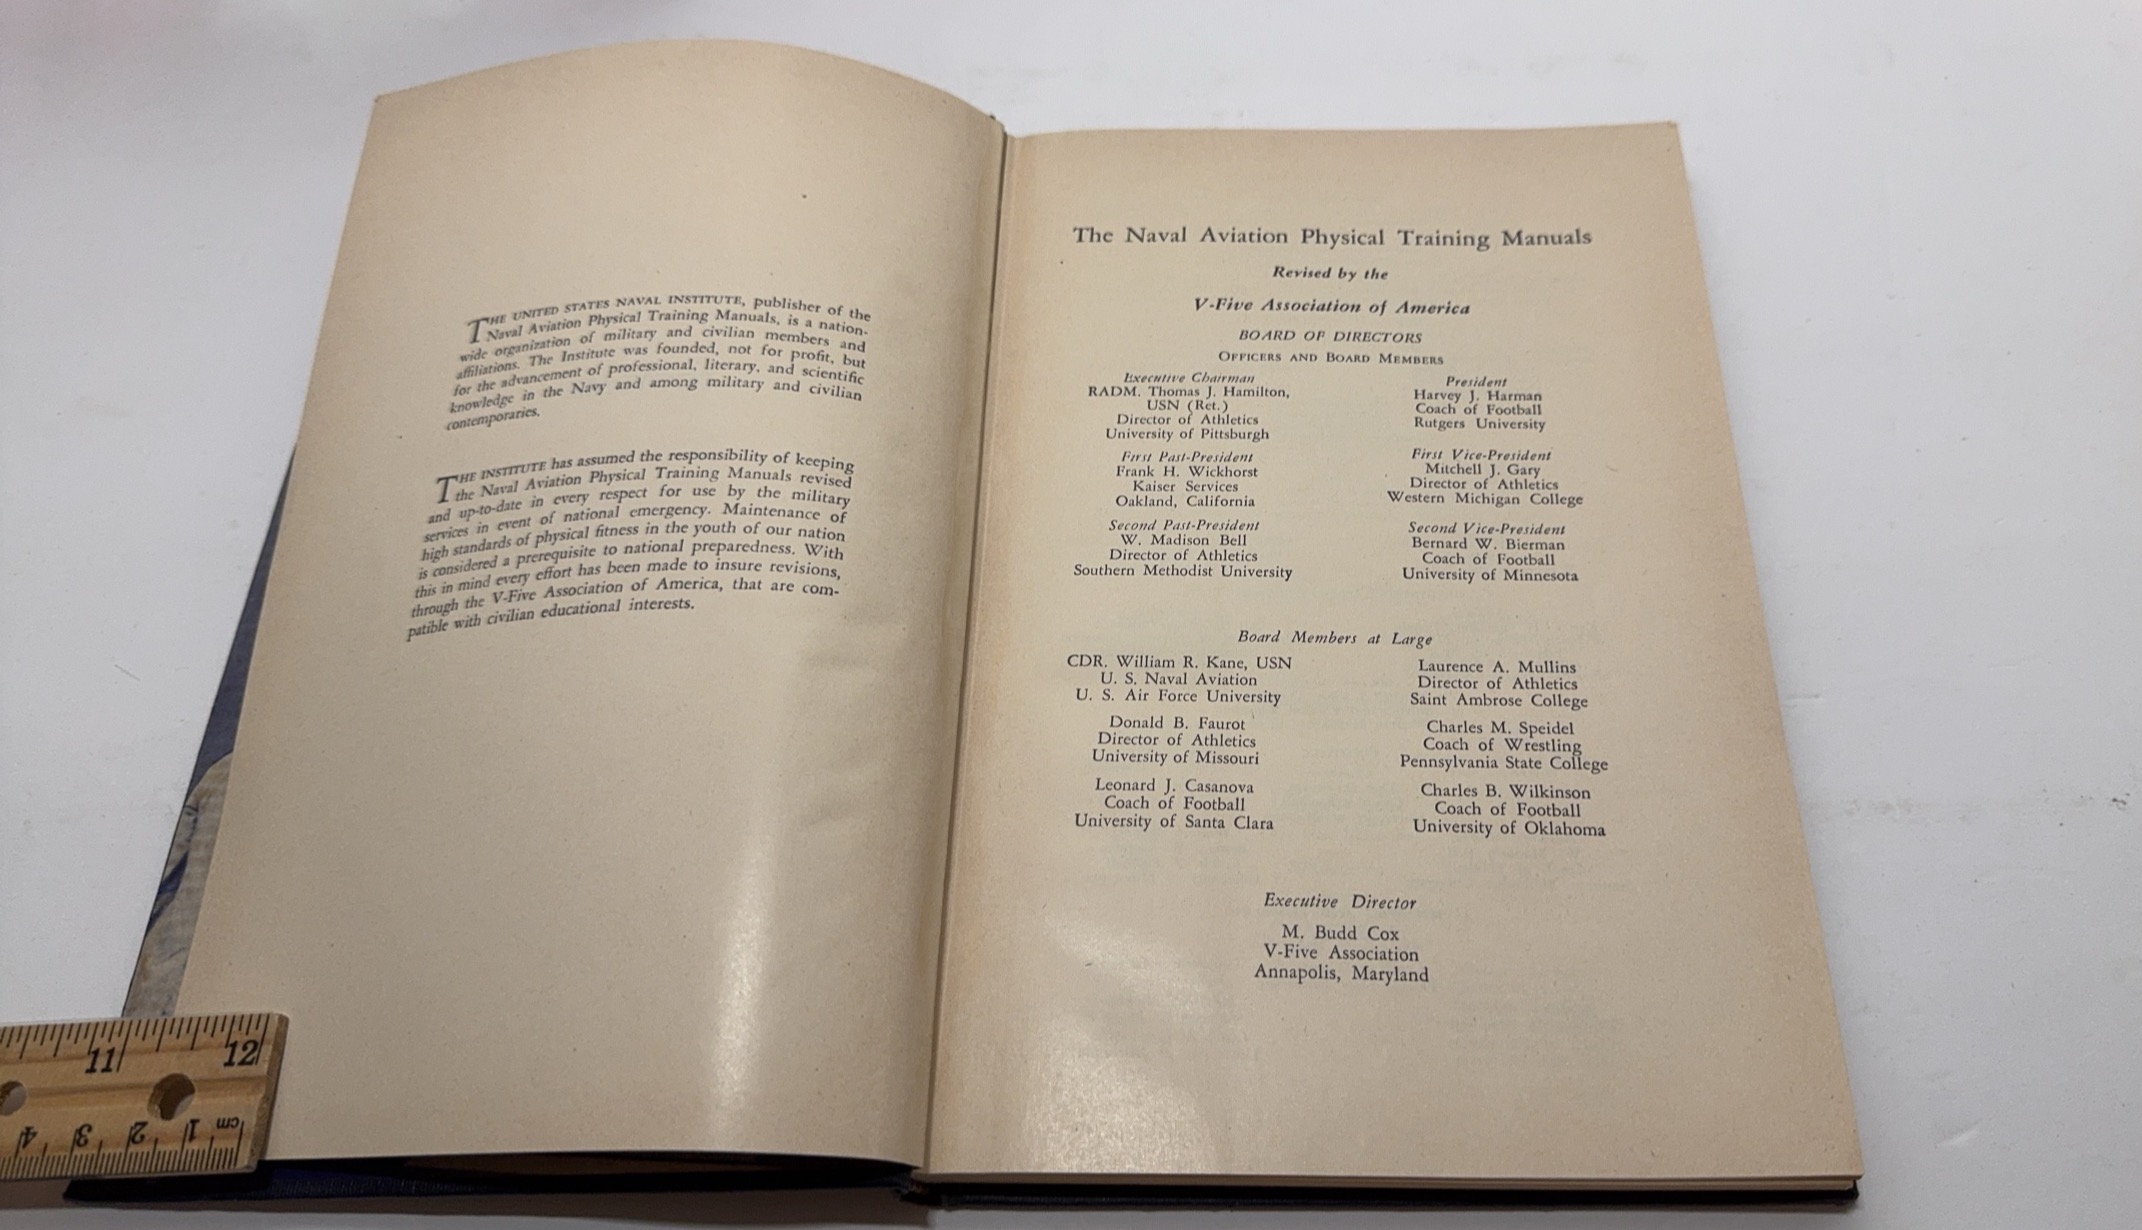 THE UNITED STATES NAVAL INSTITUTE, publisher of the
Naval Aviation Physical Training Manuals, is a nation-
wide organization of military and civilian members and
affiliations. The Institute was founded, not for profit, but
for the advancement of professional, literary, and scientific
knowledge in the Navy and among military and civilian
contemporaries.
THE INSTITUTE has assumed the responsibility of keeping
the Naval Aviation Physical Training Manuals revised
and up-to-date in every respect for use by the military
services in event of national emergency. Maintenance of
high standards of physical fitness in the youth of our nation
is considered a prerequisite to national preparedness. With
this in mind every effort has been made to insure revisions,
through the V-Five Association of America, that are com-
patible with civilian educational interests.
The Naval Aviation Physical Training Manuals
Revised by the
V-Five Association of America
BOARD OF DIRECTORS
OFFICERS AND BOARD MEMBERS
Executive Chairman
RADM. Thomas J. Hamilton,
USN (Ret.)
Director of Athletics
University of Pittsburgh
First Past-President
Frank H. Wickhorst
Kaiser Services
Oakland, California
Second Past-President
W. Madison Bell
Director of Athletics
Southern Methodist University
President
Harvey J. Harman
Coach of Football
Rutgers University
First Vice-President
Mitchell J. Gary
Director of Athletics
Western Michigan College
Second Vice-President
Bernard W. Bierman
Coach of Football
University of Minnesota
Board Members at Large
CDR. William R. Kane, USN
U. S. Naval Aviation
U. S. Air Force University
Donald B. Faurot
Director of Athletics
University of Missouri
Leonard J. Casanova
Coach of Football
University of Santa Clara
Laurence A. Mullins
Director of Athletics
Saint Ambrose College
Charles M. Speidel
Coach of Wrestling
Pennsylvania State College
Charles B. Wilkinson
Coach of Football
University of Oklahoma
Executive Director
M. Budd Cox
V-Five Association
Annapolis, Maryland
11 12
4 3 2 1 cm